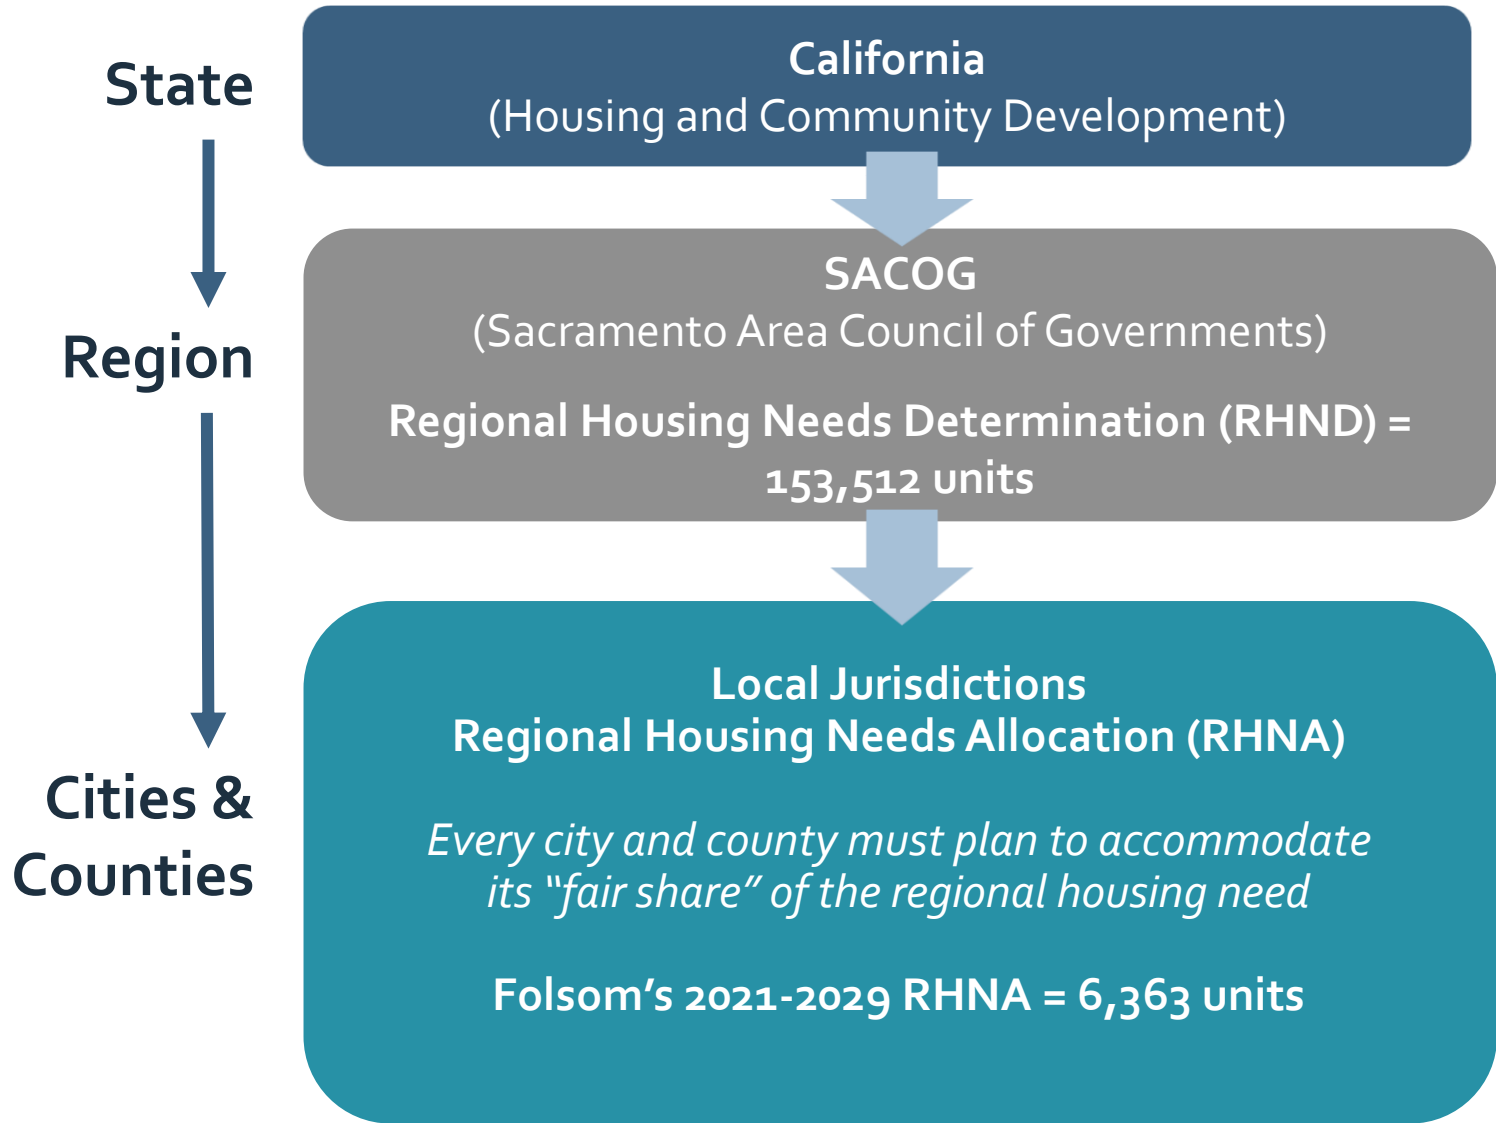 State
California
(Housing and Community Development)
Region
SACOG
(Sacramento Area Council of Governments)
Regional Housing Needs Determination (RHND) =
153,512 units
Cities &
Counties
Local Jurisdictions
Regional Housing Needs Allocation (RHNA)
Every city and county must plan to accommodate
its “fair share” of the regional housing need
Folsom’s 2021-2029 RHNA = 6,363 units